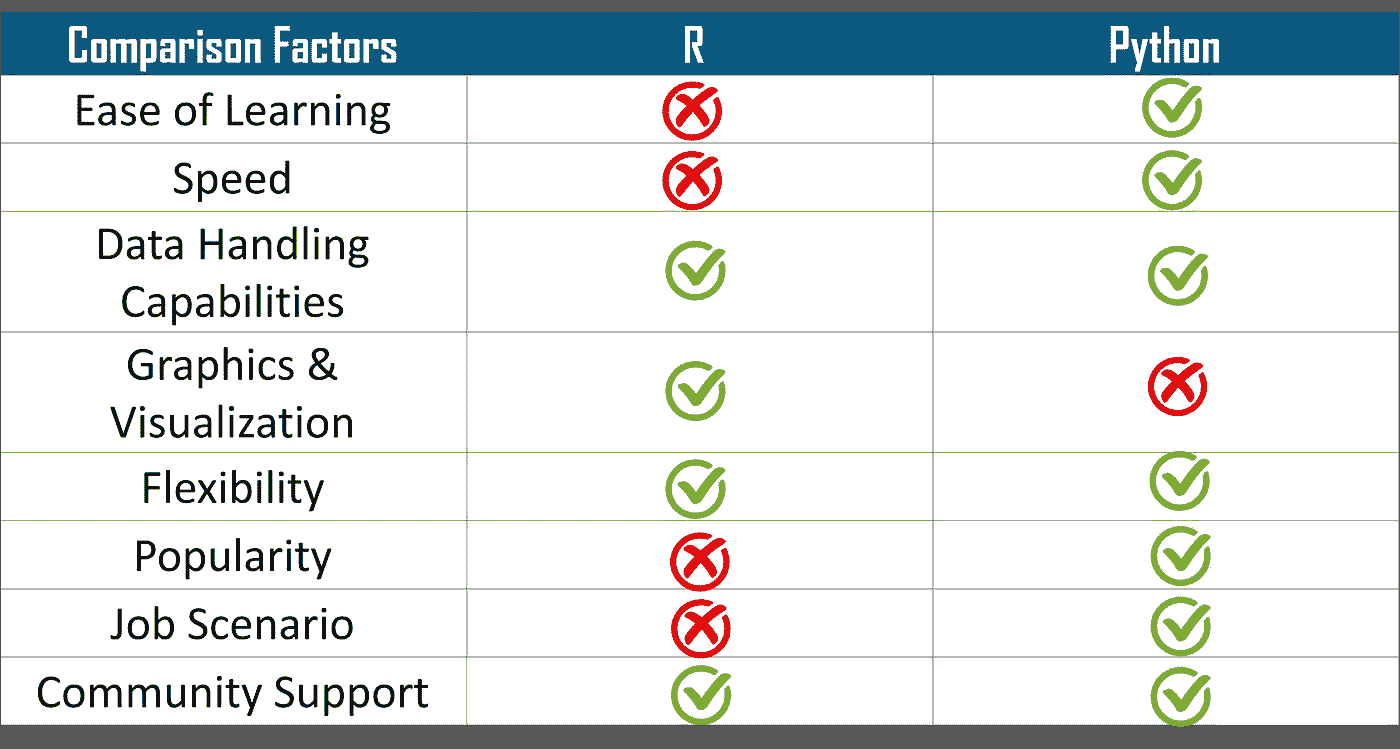 Comparison Factors R Python
Ease of Learning
Speed
Data Handling
Capabilities
Graphics &
Visualization
Flexibility
Popularity
Job Scenario
Community Support